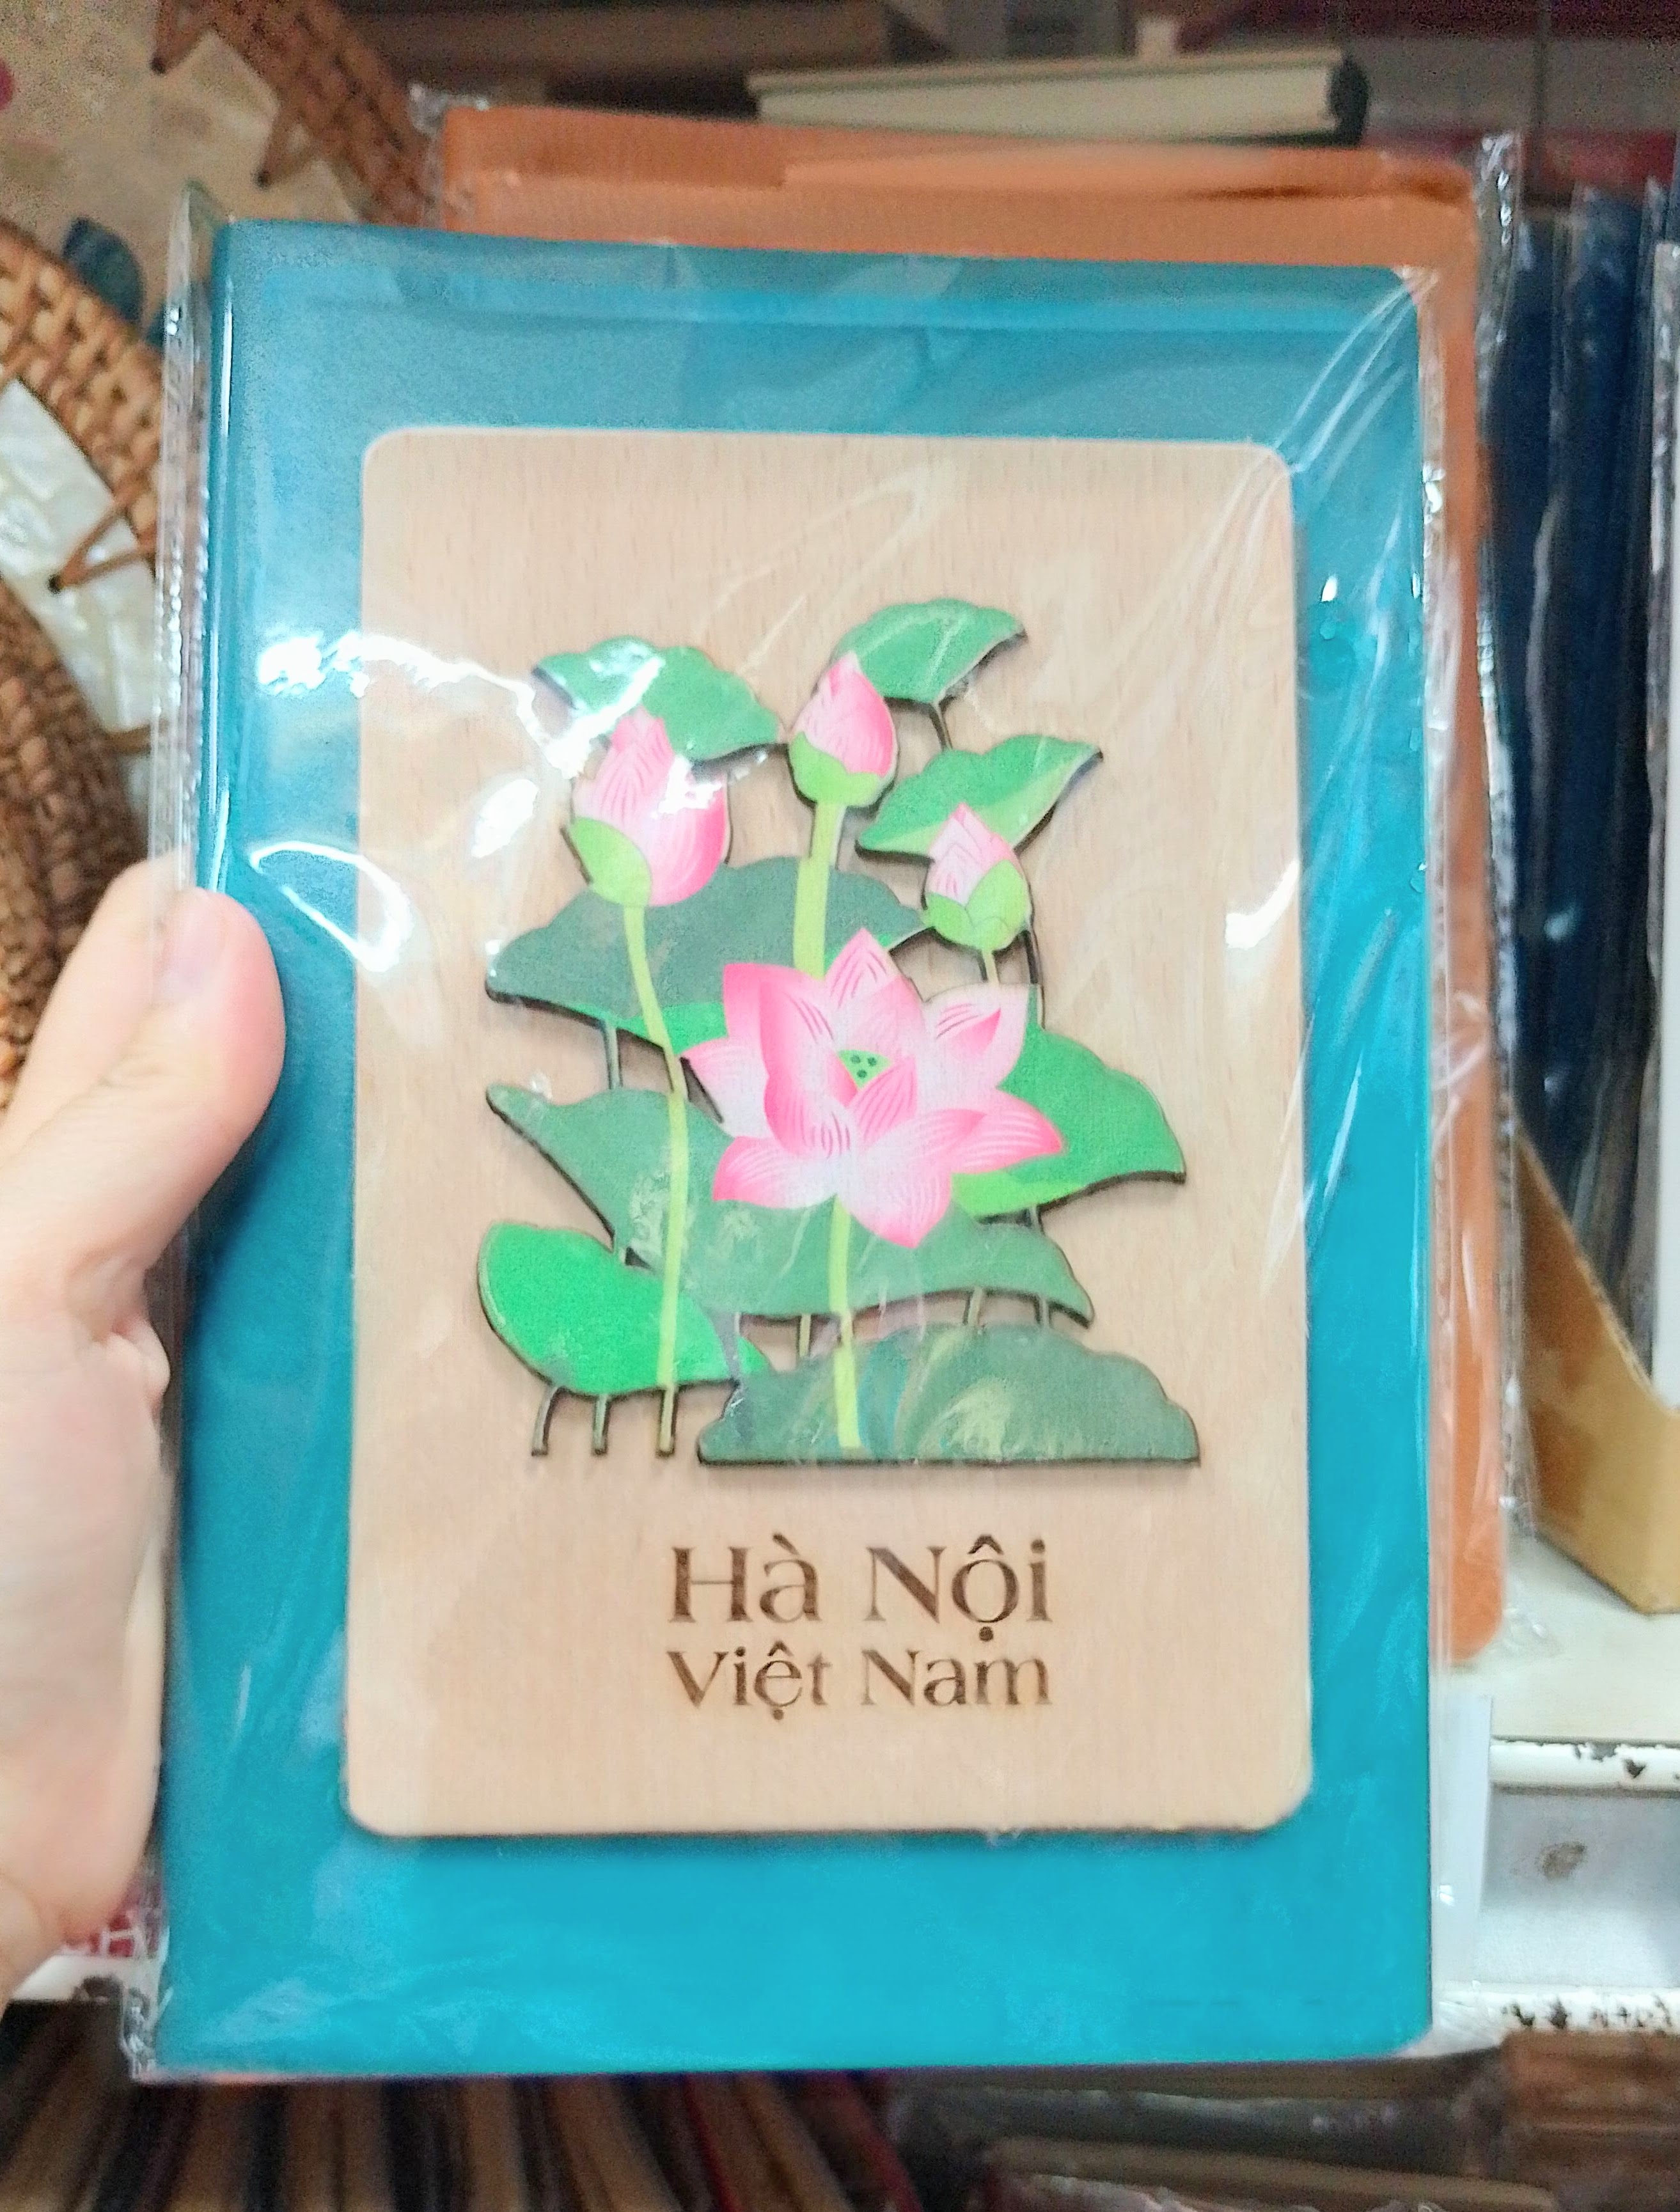 Hà Nội
Việt Nam